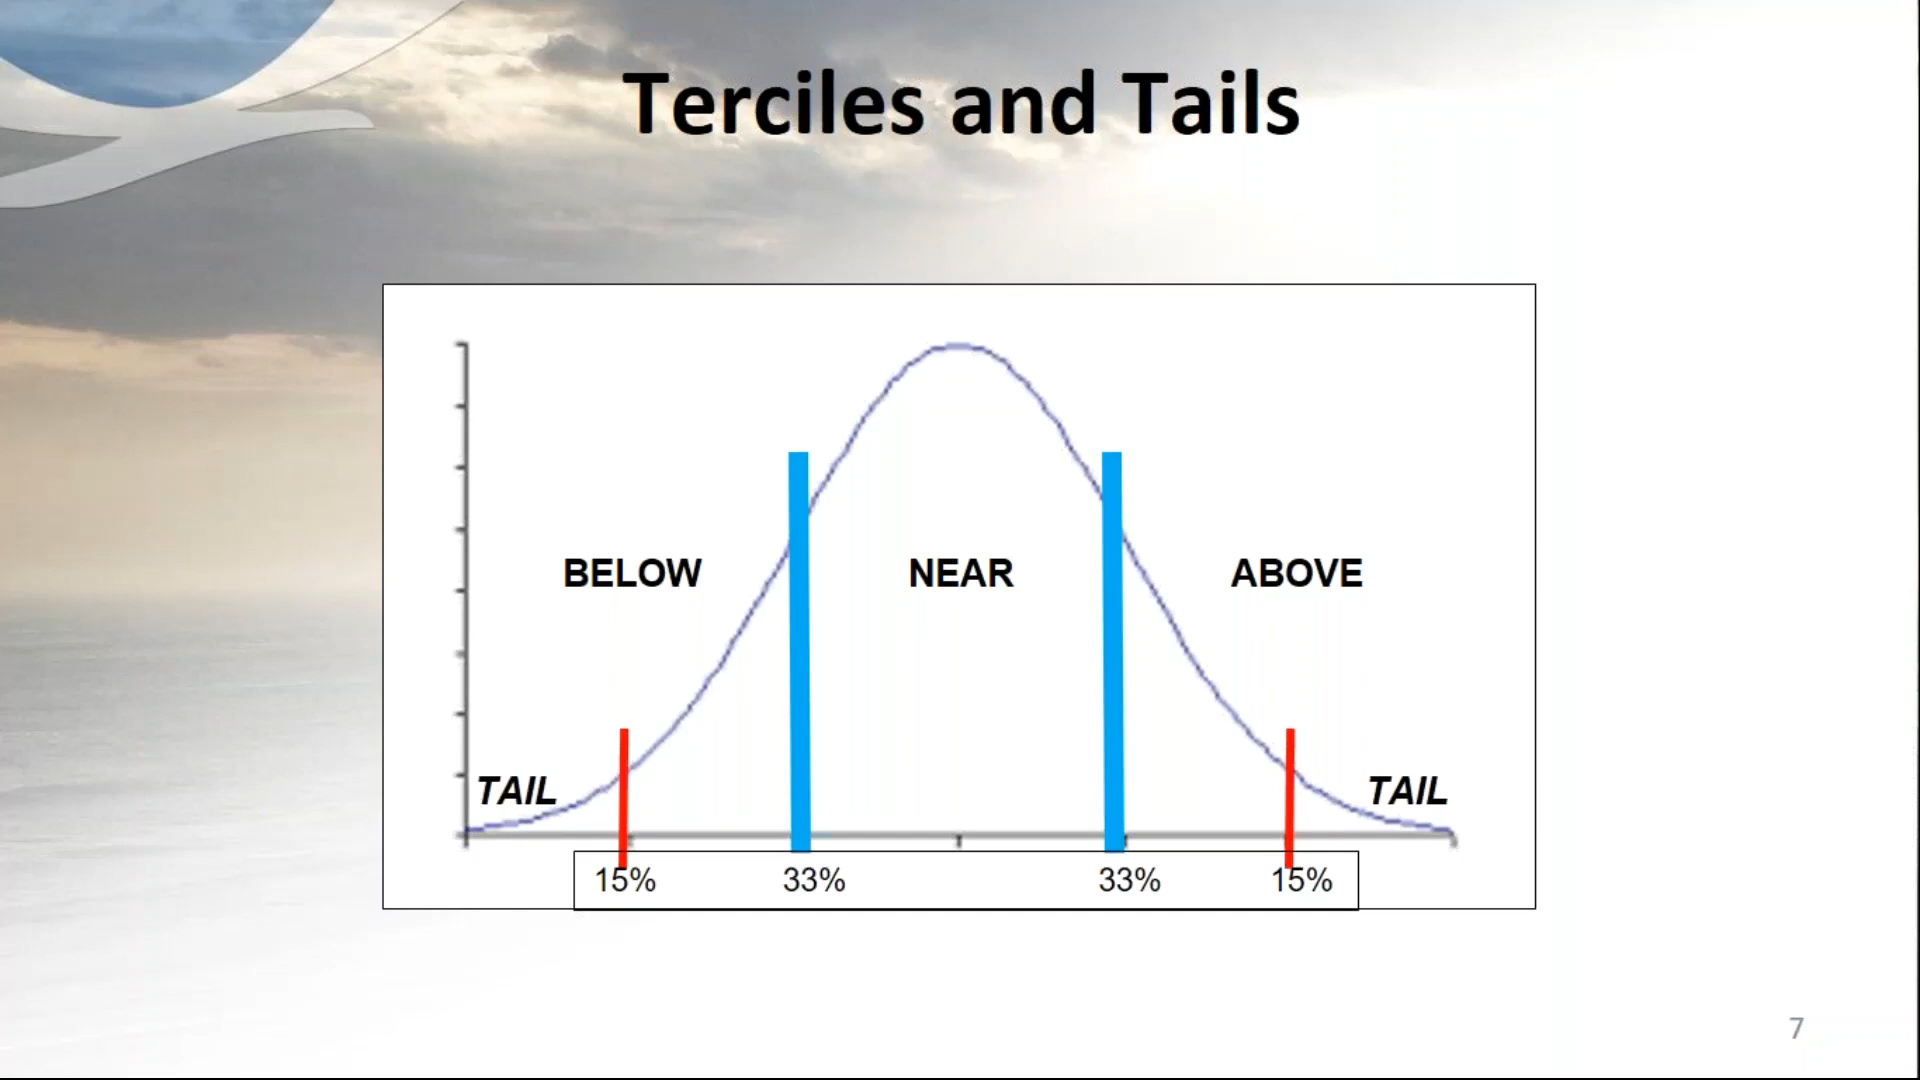 Terciles and Tails
BELOW NEAR ABOVE
TAIL TAIL
15% 33% 33% 15%
7